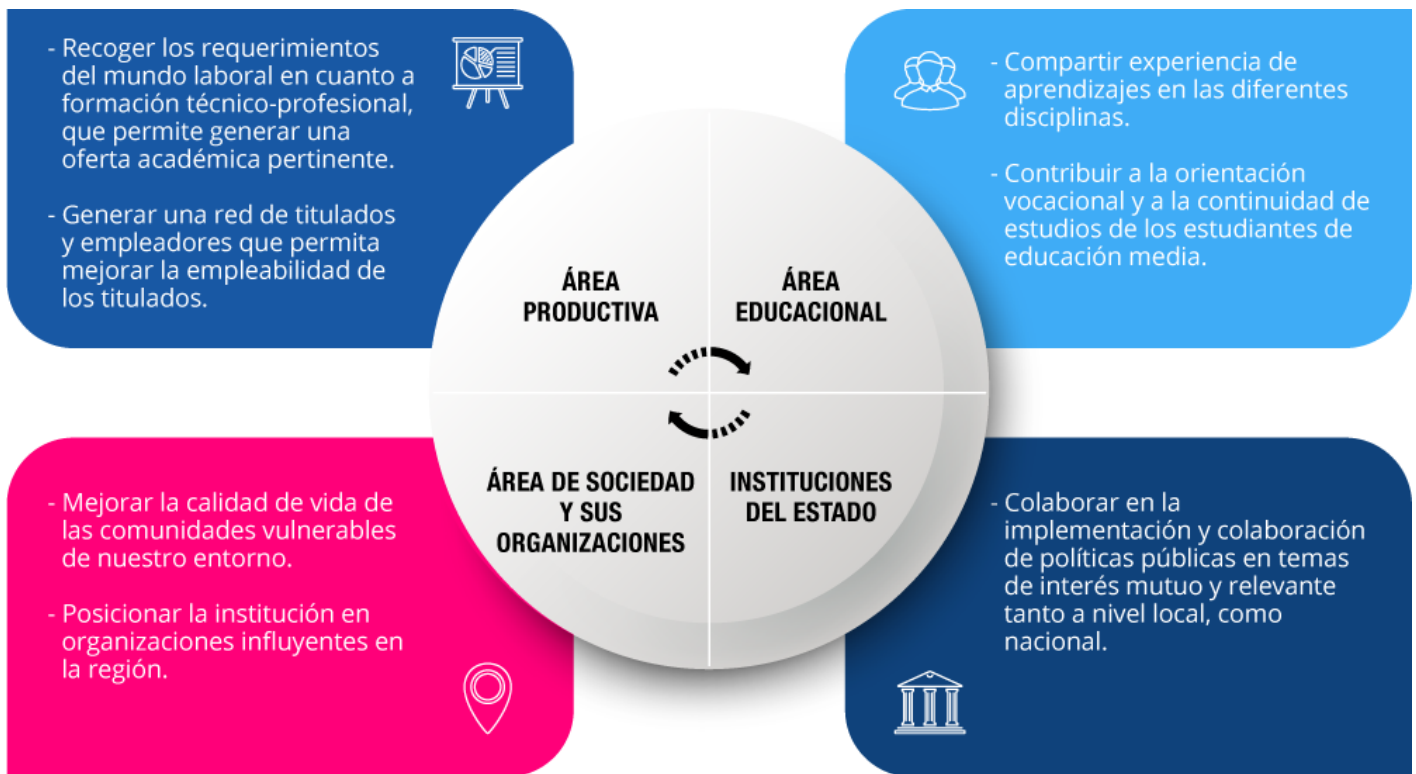 - Recoger los requerimientos
del mundo laboral en cuanto a
formación técnico-profesional,
que permite generar una
oferta académica pertinente.
- Generar una red de titulados
y empleadores que permita
mejorar la empleabilidad de
los titulados.
- Compartir experiencia de
aprendizajes en las diferentes
disciplinas.
- Contribuir a la orientación
vocacional y a la continuidad de
estudios de los estudiantes de
educación media.
ÁREA
PRODUCTIVA
ÁREA
EDUCACIONAL
ÁREA DE SOCIEDAD
Y SUS
ORGANIZACIONES
INSTITUCIONES
DEL ESTADO
- Mejorar la calidad de vida de
las comunidades vulnerables
de nuestro entorno.
- Posicionar la institución en
organizaciones influyentes en
la región.
- Colaborar en la
implementación y colaboración
de políticas públicas en temas
de interés mutuo y relevante
tanto a nivel local, como
nacional.